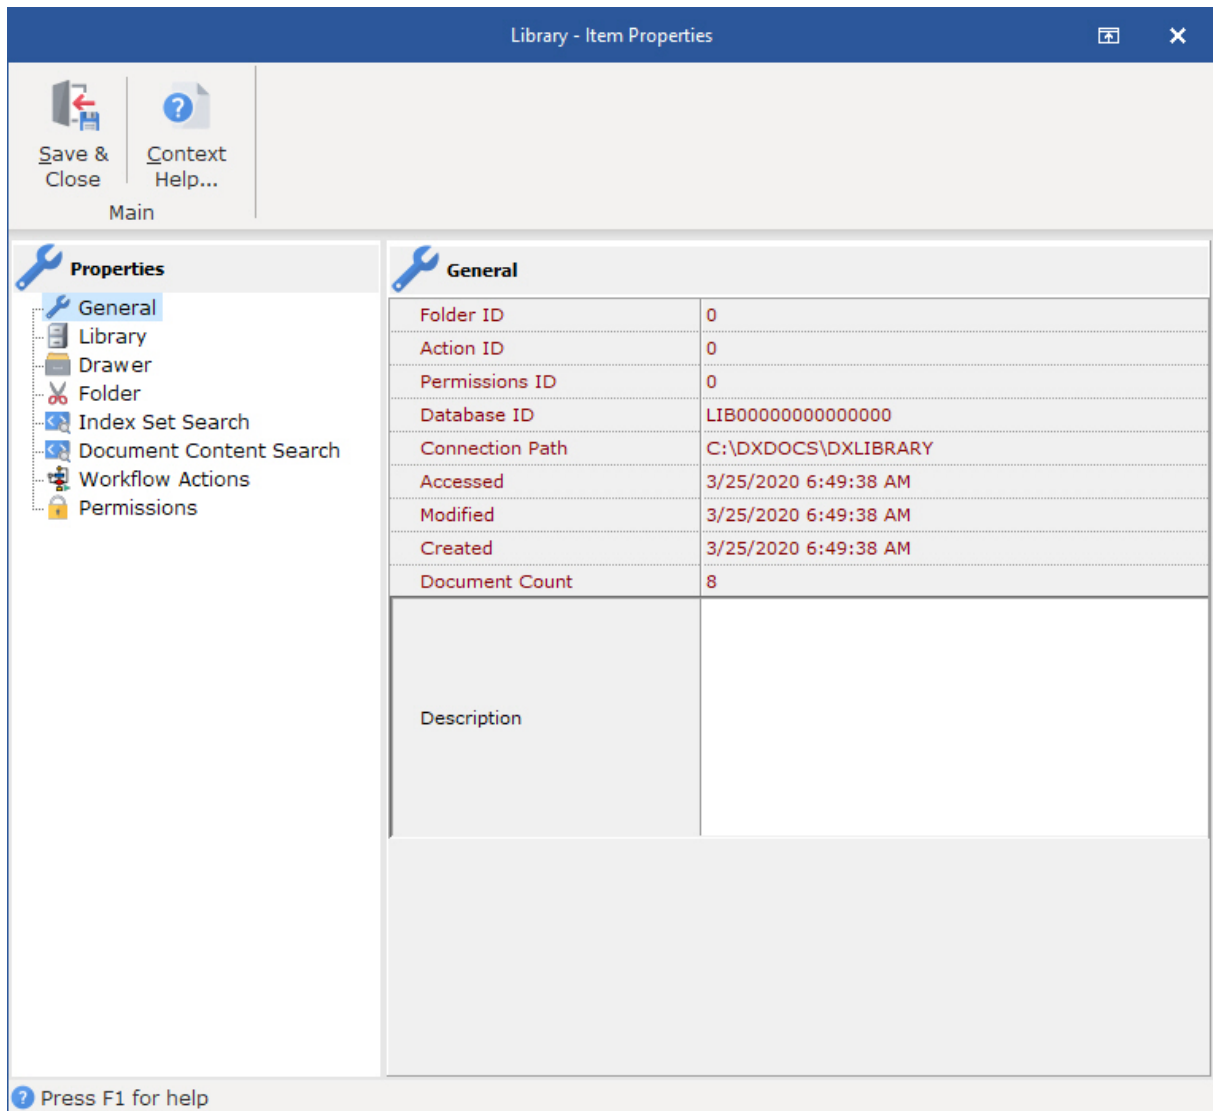 Library - Item Properties
Save & Close
Context Help...
Main
Properties
General
Library
Drawer
Folder
Index Set Search
Document Content Search
Workflow Actions
Permissions
General
Folder ID 0
Action ID 0
Permissions ID 0
Database ID LIB00000000000000
Connection Path C:\DXDOCS\DXLIBRARY
Accessed 3/25/2020 6:49:38 AM
Modified 3/25/2020 6:49:38 AM
Created 3/25/2020 6:49:38 AM
Document Count 8
Description
Press F1 for help